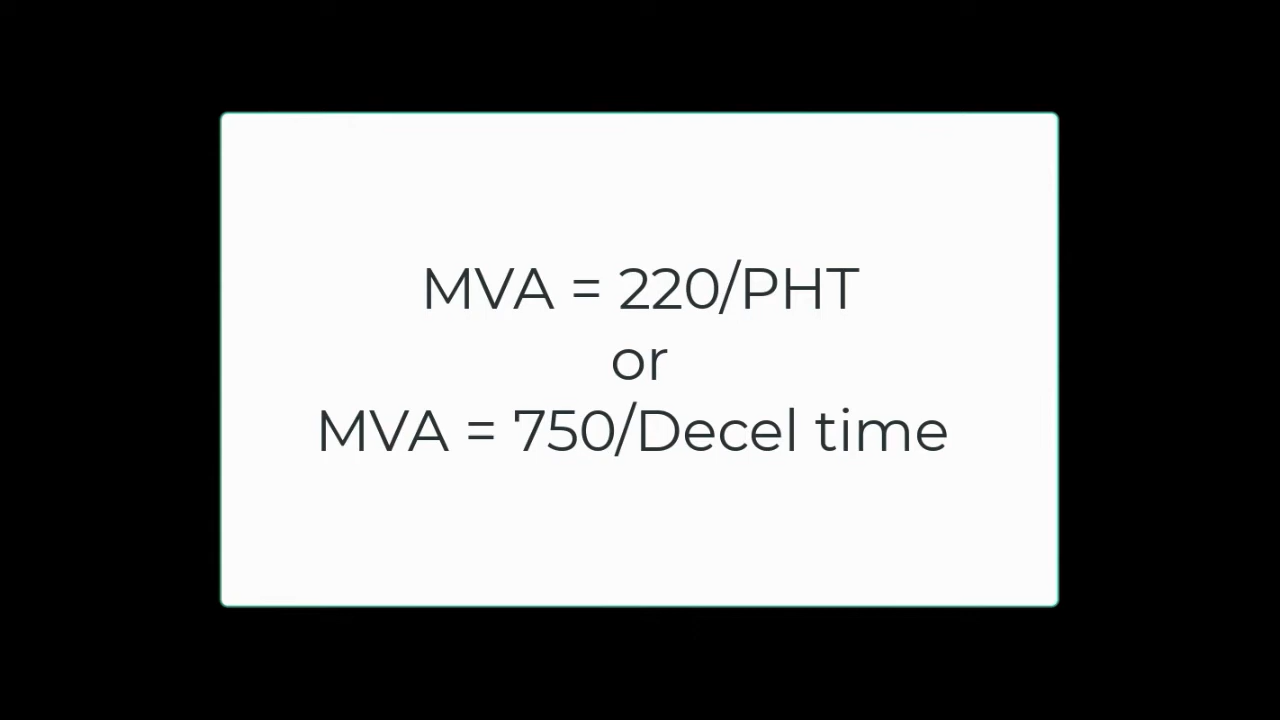 MVA = 220/PHT
or
MVA = 750/Decel time